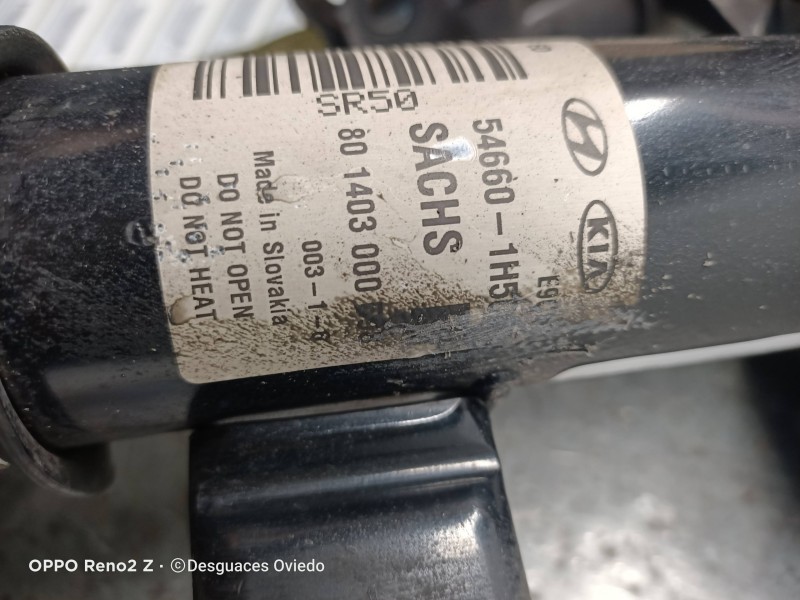 KIA
54660-1H5
SACHS
SR50
80 1403 000
003-1-
Made in Slovakia
DO NOT OPEN
DO NOT HEAT
OPPO Reno2 Z · ©Desguaces Oviedo